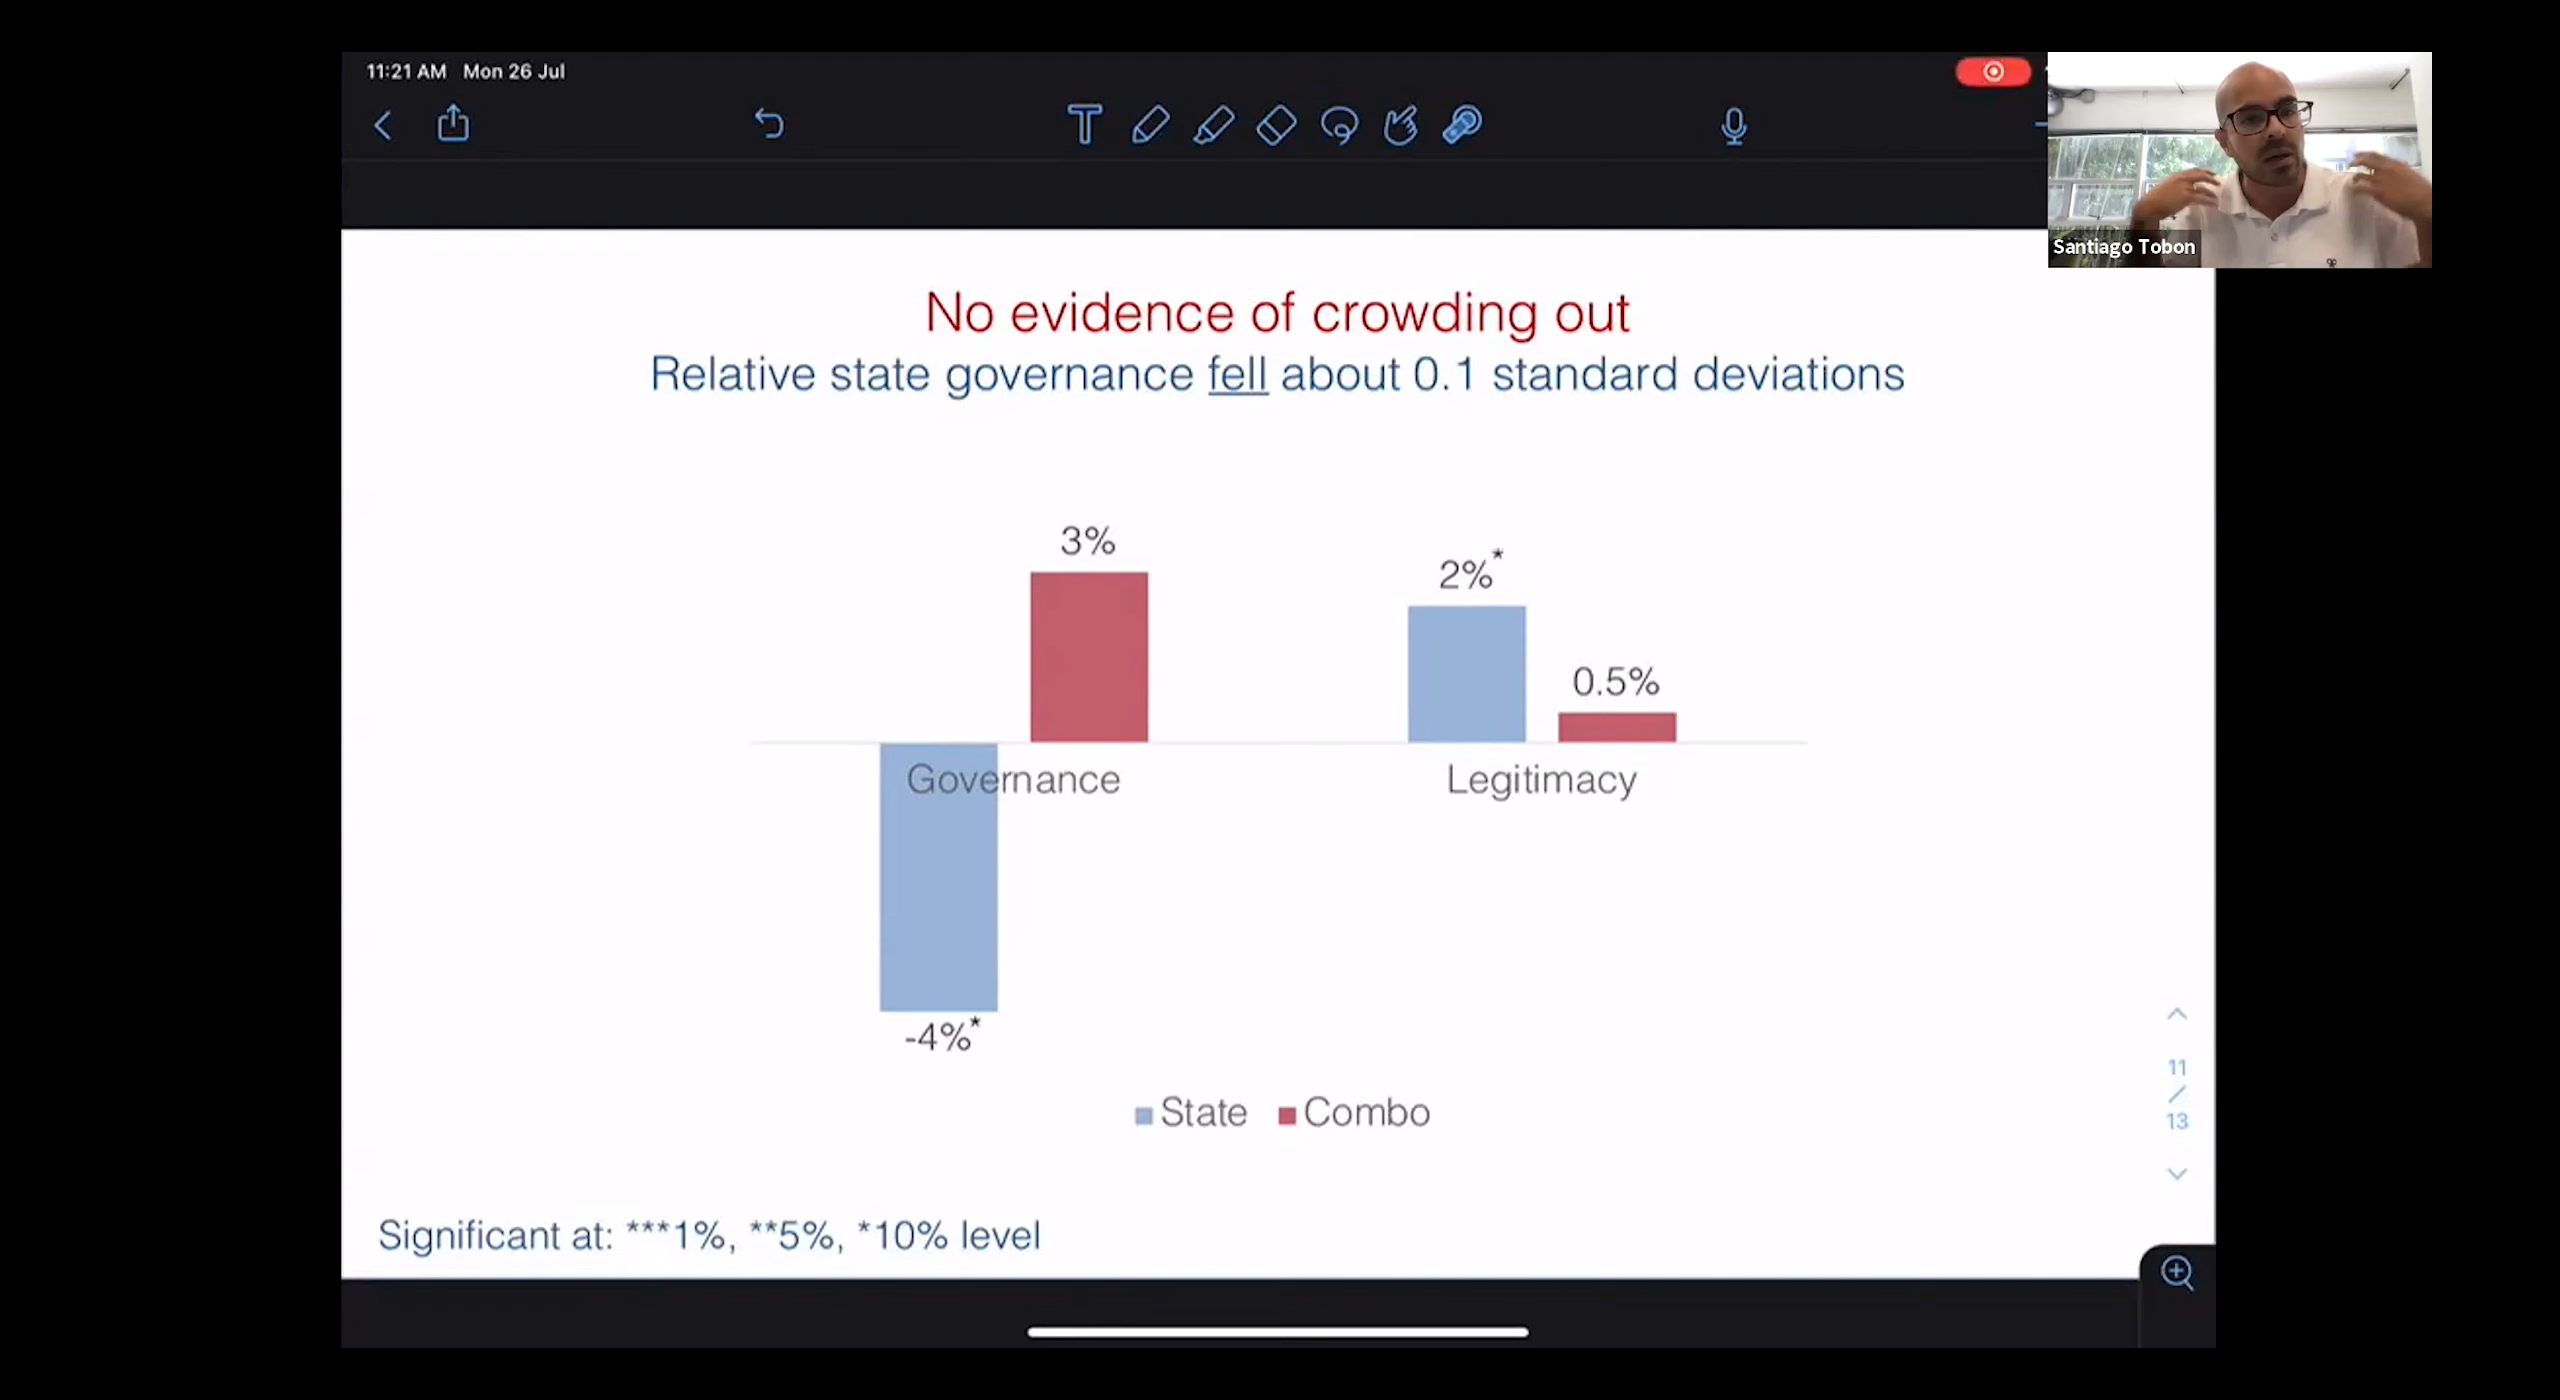 11:21 AM Mon 26 Jul
Santiago Tobon
No evidence of crowding out
Relative state governance fell about 0.1 standard deviations
3%
2%*
0.5%
Governance
Legitimacy
-4%*
State Combo
11
/
13
Significant at: ***1%, **5%, *10% level